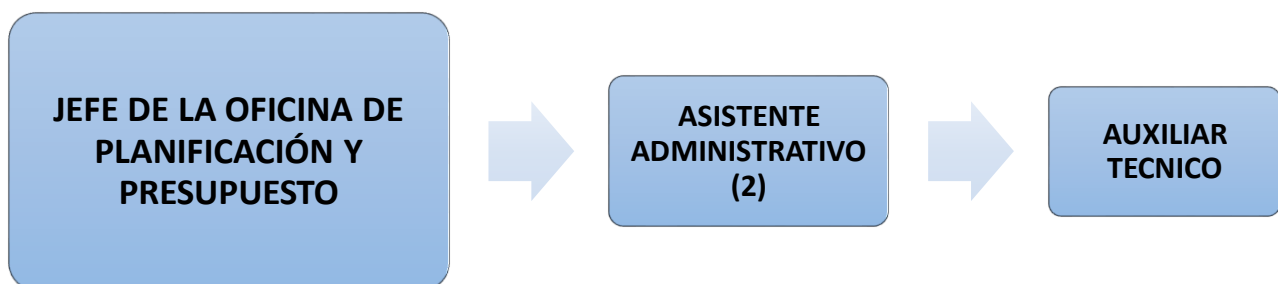 JEFE DE LA OFICINA DE
PLANIFICACIÓN Y
PRESUPUESTO
ASISTENTE
ADMINISTRATIVO
(2)
AUXILIAR
TECNICO